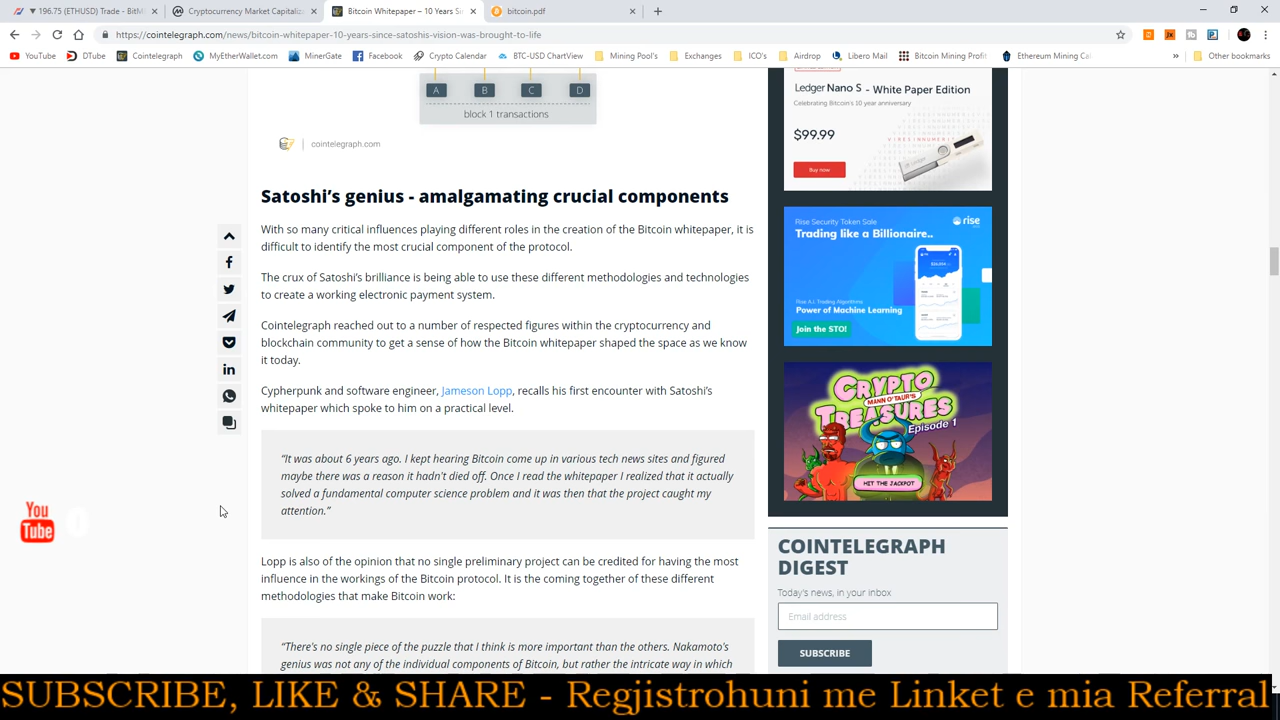 196.75 (ETHUSD) Trade - BitM
Cryptocurrency Market Capitaliz
Bitcoin Whitepaper – 10 Years Si
bitcoin.pdf
https://cointelegraph.com/news/bitcoin-whitepaper-10-years-since-satoshis-vision-was-brought-to-life
YouTube
DTube
Cointelegraph
MyEtherWallet.com
MinerGate
Facebook
Crypto Calendar
BTC-USD ChartView
Mining Pool's
Exchanges
ICO's
Airdrop
Libero Mail
Bitcoin Mining Profi
Ethereum Mining Ca
Other bookmarks
A B C D
block 1 transactions
cointelegraph.com
Satoshi’s genius - amalgamating crucial components
With so many critical influences playing different roles in the creation of the Bitcoin whitepaper, it is
difficult to identify the most crucial component of the protocol.
The crux of Satoshi’s brilliance is being able to use these different methodologies and technologies
to create a working electronic payment system.
Cointelegraph reached out to a number of respected figures within the cryptocurrency and
blockchain community to get a sense of how the Bitcoin whitepaper shaped the space as we know
it today.
Cypherpunk and software engineer, Jameson Lopp, recalls his first encounter with Satoshi’s
whitepaper which spoke to him on a practical level.
“It was about 6 years ago. I kept hearing Bitcoin come up in various tech news sites and figured
maybe there was a reason it hadn't died off. Once I read the whitepaper I realized that it actually
solved a fundamental computer science problem and it was then that the project caught my
attention.”
Lopp is also of the opinion that no single preliminary project can be credited for having the most
influence in the workings of the Bitcoin protocol. It is the coming together of these different
methodologies that make Bitcoin work:
“There's no single piece of the puzzle that I think is more important than the others. Nakamoto's
genius was not any of the individual components of Bitcoin, but rather the intricate way in which
Ledger Nano S - White Paper Edition
Celebrating Bitcoin's 10 year anniversary
$99.99
Buy now
Rise Security Token Sale
rise
Trading like a Billionaire..
Rise A.I. Trading Algorithms
Power of Machine Learning
Join the STO!
CRYPTO
MANN O'TAUR'S
TREASURES
Episode 1
HIT THE JACKPOT
COINTELEGRAPH
DIGEST
Today's news, in your inbox
Email address
SUBSCRIBE
You
Tube
SUBSCRIBE, LIKE & SHARE - Regjistrohuni me Linket e mia Referral